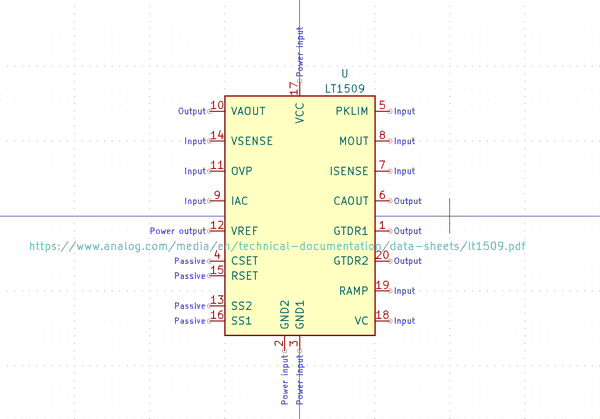 Power input
17
U
LT1509
VCC
Output 10 VAOUT PKLIM 5 Input
Input 14 VSENSE MOUT 8 Input
Input 11 OVP ISENSE 7 Input
Input 9 IAC CAOUT 6 Output
Power output 12 VREF GTDR1 1 Output
https://www.analog.com/media/en/technical-documentation/data-sheets/lt1509.pdf
Passive 4 CSET GTDR2 20 Output
Passive 15 RSET
RAMP 19 Input
Passive 13 SS2
Passive 16 SS1 VC 18 Input
GND2 GND1
2 3
Power input Power input